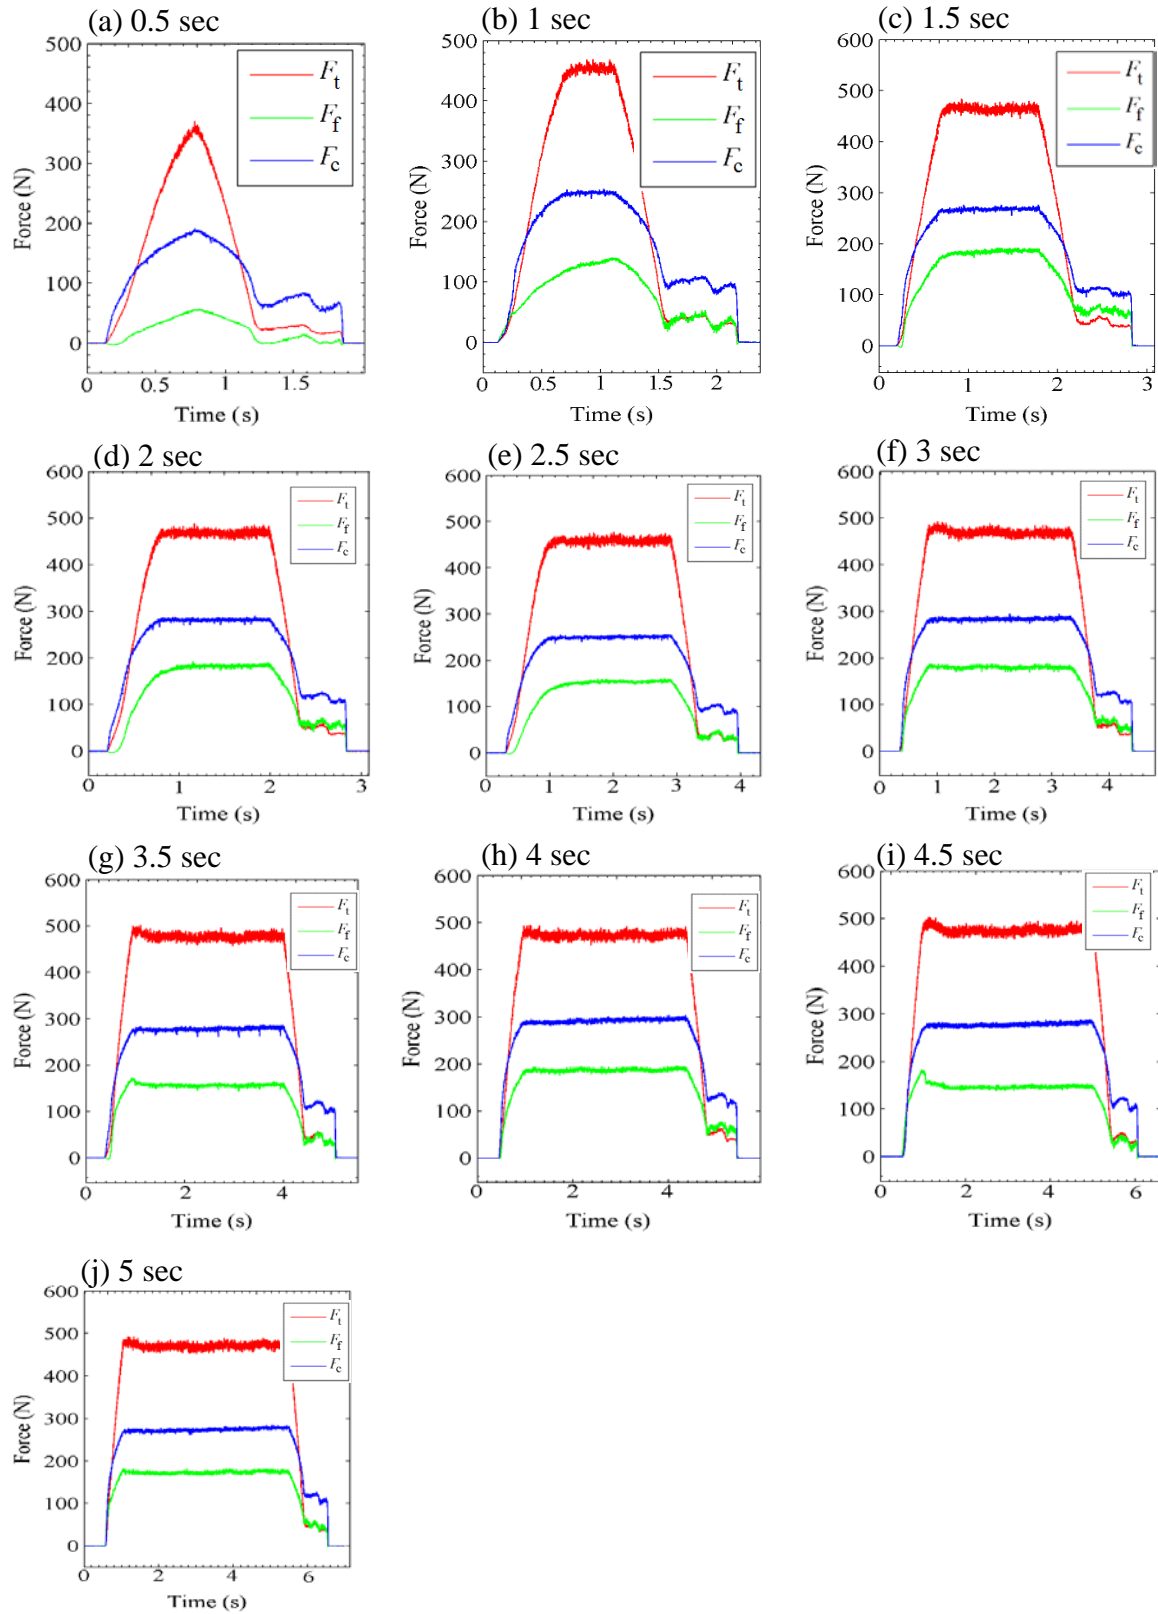 (a) 0.5 sec
500
400
300
200
100
0
Force (N)
Ft
Ff
Fc
0 0.5 1 1.5
Time (s)
(b) 1 sec
500
400
300
200
100
0
Force (N)
Ft
Ff
Fc
0 0.5 1 1.5 2
Time (s)
(c) 1.5 sec
600
500
400
300
200
100
0
Force (N)
Ft
Ff
Fc
0 1 2 3
Time (s)
(d) 2 sec
600
500
400
300
200
100
0
Force (N)
Ft
Ff
Fc
0 1 2 3
Time (s)
(e) 2.5 sec
600
500
400
300
200
100
0
Force (N)
Ft
Ff
Fc
0 1 2 3 4
Time (s)
(f) 3 sec
600
500
400
300
200
100
0
Force (N)
Ft
Ff
Fc
0 1 2 3 4
Time (s)
(g) 3.5 sec
600
500
400
300
200
100
0
Force (N)
Ft
Ff
Fc
0 2 4
Time (s)
(h) 4 sec
600
500
400
300
200
100
0
Force (N)
Ft
Ff
Fc
0 2 4
Time (s)
(i) 4.5 sec
600
500
400
300
200
100
0
Force (N)
Ft
Ff
Fc
0 2 4 6
Time (s)
(j) 5 sec
600
500
400
300
200
100
0
Force (N)
Ft
Ff
Fc
0 2 4 6
Time (s)